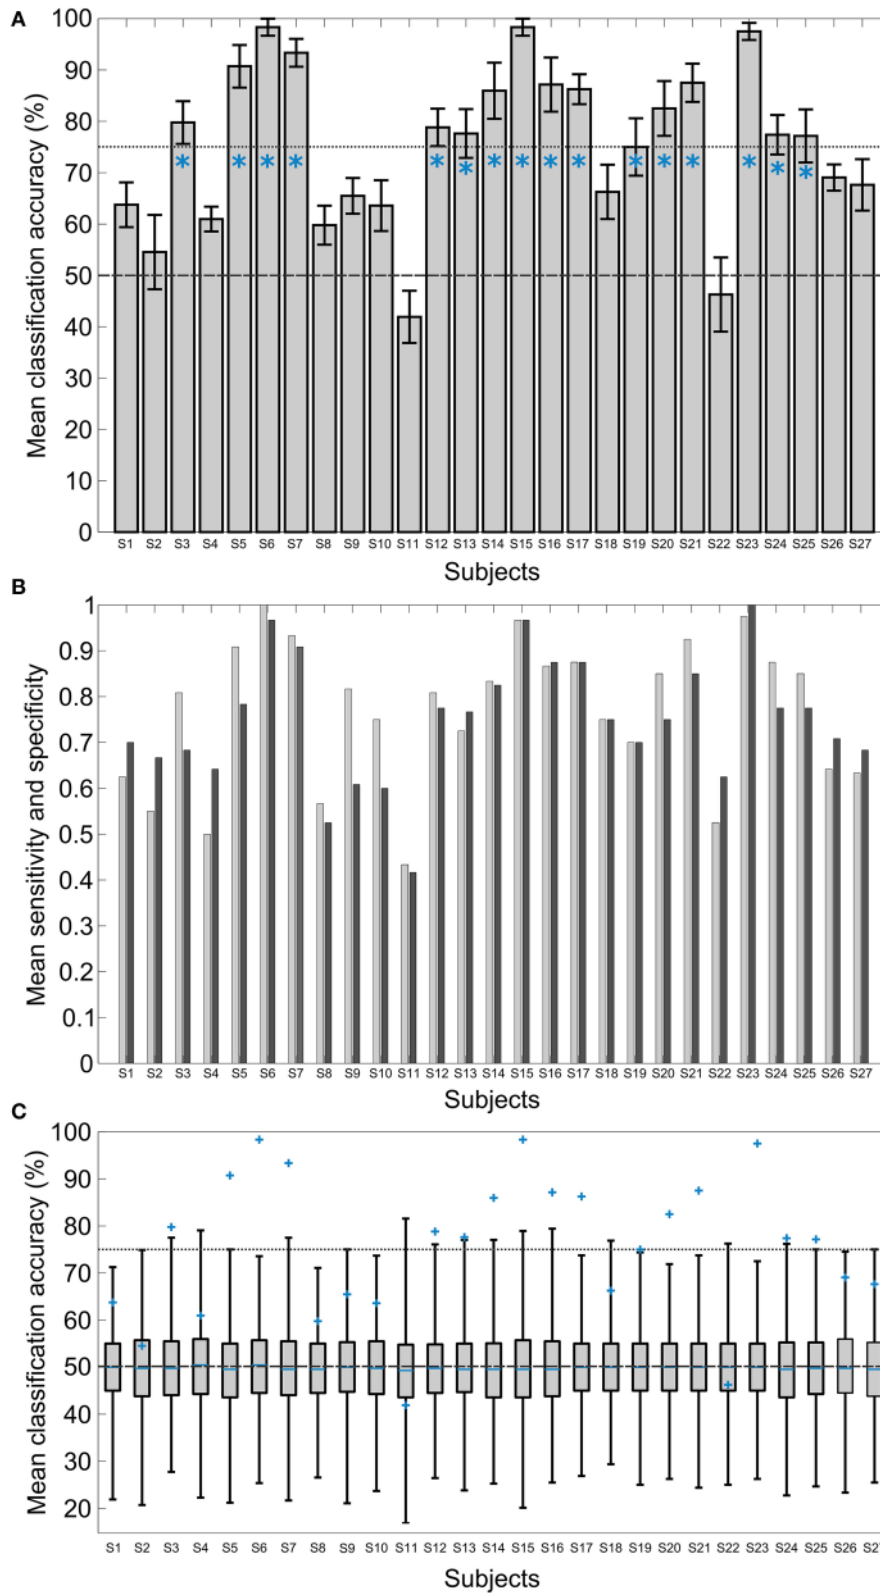 A
Mean classification accuracy (%)
100
90
80
70
60
50
40
30
20
10
0
S1 S2 S3 S4 S5 S6 S7 S8 S9 S10 S11 S12 S13 S14 S15 S16 S17 S18 S19 S20 S21 S22 S23 S24 S25 S26 S27
Subjects
B
Mean sensitivity and specificity
1
0.9
0.8
0.7
0.6
0.5
0.4
0.3
0.2
0.1
0
S1 S2 S3 S4 S5 S6 S7 S8 S9 S10 S11 S12 S13 S14 S15 S16 S17 S18 S19 S20 S21 S22 S23 S24 S25 S26 S27
Subjects
C
Mean classification accuracy (%)
100
90
80
70
60
50
40
30
20
S1 S2 S3 S4 S5 S6 S7 S8 S9 S10 S11 S12 S13 S14 S15 S16 S17 S18 S19 S20 S21 S22 S23 S24 S25 S26 S27
Subjects